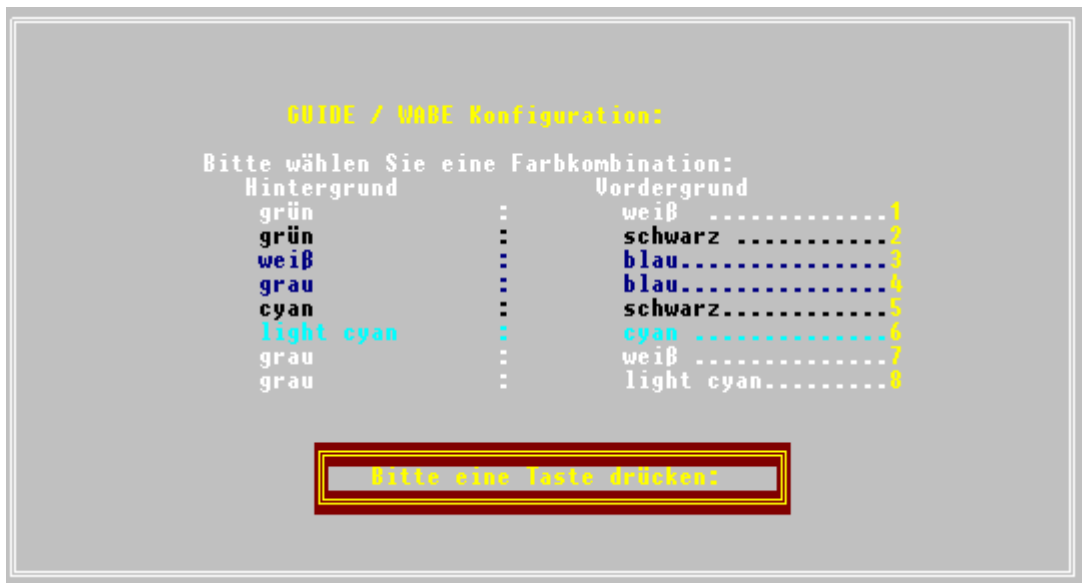 GUIDE / WABE Konfiguration:
Bitte wählen Sie eine Farbkombination:
Hintergrund Vordergrund
grün : weiß .............1
grün : schwarz ...........2
weiß : blau...............3
grau : blau...............4
cyan : schwarz............5
light cyan : cyan ..............6
grau : weiß ..............7
grau : light cyan.........8
Bitte eine Taste drücken: